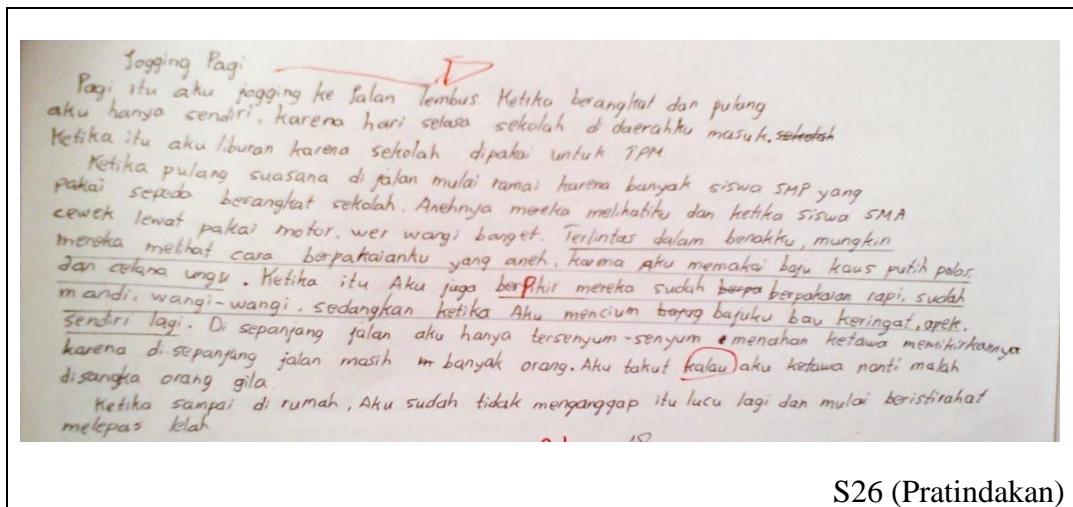 Jogging Pagi
Pagi itu aku jogging ke Jalan Tembus. Ketika berangkat dan pulang
aku hanya sendiri, karena hari selasa sekolah di daerahku masuk. sekolah
Ketika itu aku liburan karena sekolah dipakai untuk TPM
Ketika pulang suasana di jalan mulai ramai karena banyak siswa SMP yang
pakai sepeda berangkat sekolah. Anehnya mereka melihatiku dan ketika siswa SMA
cewek lewat pakai motor, wer wangi banget. Terlintas dalam benakku, mungkin
mereka melihat cara berpakaianku yang aneh, karena Aku memakai baju kaus putih polos
dan celana ungu. Ketika itu Aku juga berpikir mereka sudah berpa berpakaian rapi, sudah
mandi, wangi-wangi, sedangkan ketika Aku mencium bajuku bau keringat, apek.
Sendiri lagi. Di sepanjang jalan aku hanya tersenyum-senyum menahan ketawa memikirkannya
karena di sepanjang jalan masih banyak orang. Aku takut kalau aku ketawa nanti malah
disangka orang gila
Ketika sampai di rumah, Aku sudah tidak menganggap itu lucu lagi dan mulai beristirahat
melepas lelah
S26 (Pratindakan)